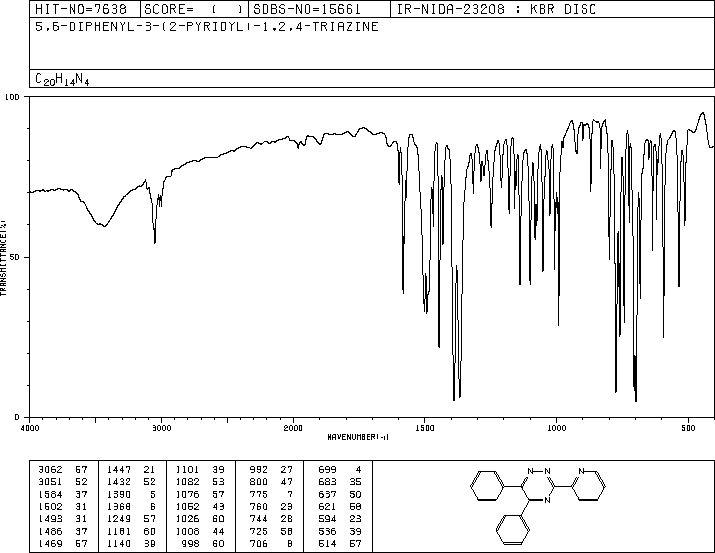 HIT-NO=7638 SCORE= ( ) SDBS-NO=15661 IR-NIDA-23208 : KBR DISC
5,6-DIPHENYL-3-(2-PYRIDYL)-1,2,4-TRIAZINE
C20H14N4
100
50
0
TRANSMITTANCE(%)
4000 3000 2000 1500 1000 500
WAVENUMBER(-1)
3062 57 1447 21 1101 39 992 27 699 4
3051 52 1432 52 1082 53 800 47 683 35
1584 37 1390 5 1076 57 775 7 637 50
1502 31 1368 6 1052 43 760 23 621 58
1493 31 1249 57 1026 60 744 28 594 23
1486 37 1181 60 1008 44 725 58 536 39
1469 57 1140 39 998 60 706 8 514 57
N N N N